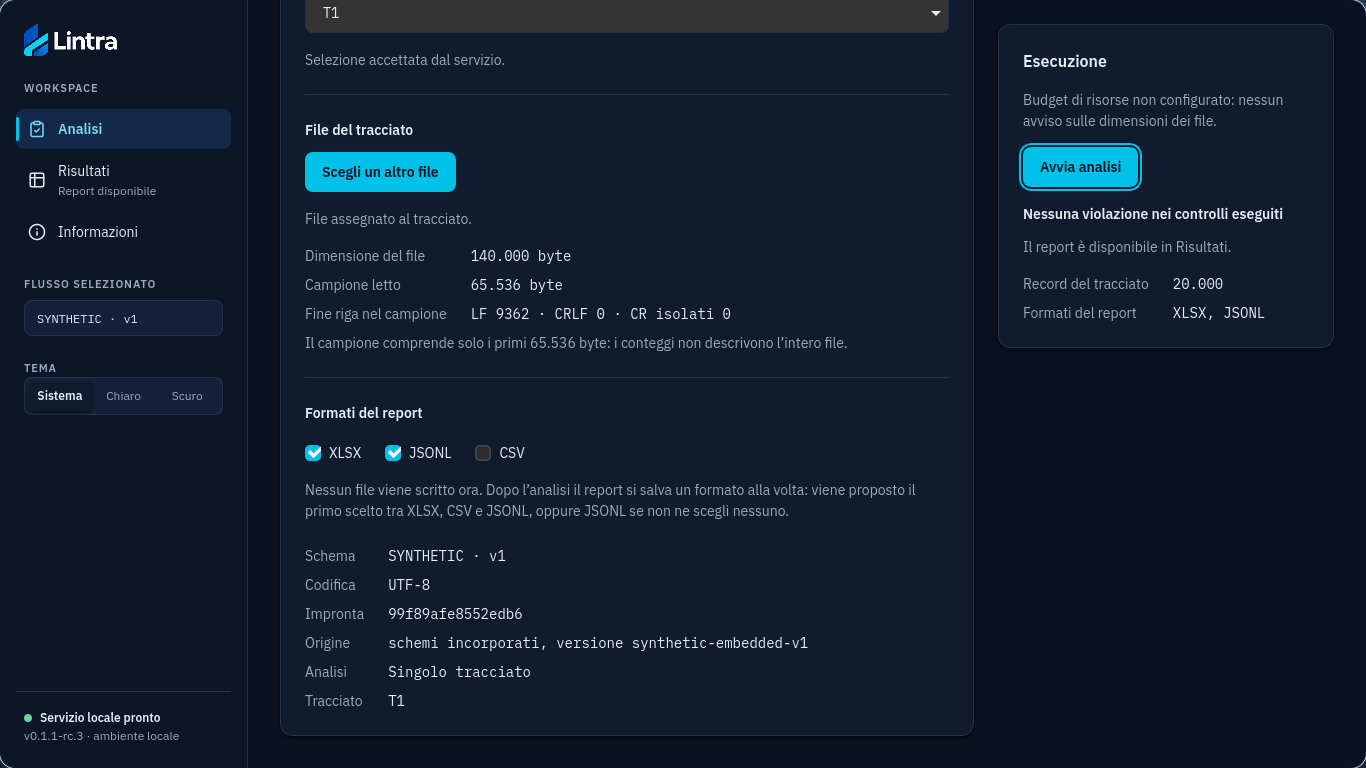 Lintra
WORKSPACE
Analisi
Risultati
Report disponibile
Informazioni
FLUSSO SELEZIONATO
SYNTHETIC · v1
TEMA
Sistema Chiaro Scuro
Servizio locale pronto
v0.1.1-rc.3 · ambiente locale
T1
Selezione accettata dal servizio.
File del tracciato
Scegli un altro file
File assegnato al tracciato.
Dimensione del file 140.000 byte
Campione letto 65.536 byte
Fine riga nel campione LF 9362 · CRLF 0 · CR isolati 0
Il campione comprende solo i primi 65.536 byte: i conteggi non descrivono l’intero file.
Formati del report
XLSX JSONL CSV
Nessun file viene scritto ora. Dopo l’analisi il report si salva un formato alla volta: viene proposto il
primo scelto tra XLSX, CSV e JSONL, oppure JSONL se non ne scegli nessuno.
Schema SYNTHETIC · v1
Codifica UTF-8
Impronta 99f89afe8552edb6
Origine schemi incorporati, versione synthetic-embedded-v1
Analisi Singolo tracciato
Tracciato T1
Esecuzione
Budget di risorse non configurato: nessun
avviso sulle dimensioni dei file.
Avvia analisi
Nessuna violazione nei controlli eseguiti
Il report è disponibile in Risultati.
Record del tracciato 20.000
Formati del report XLSX, JSONL